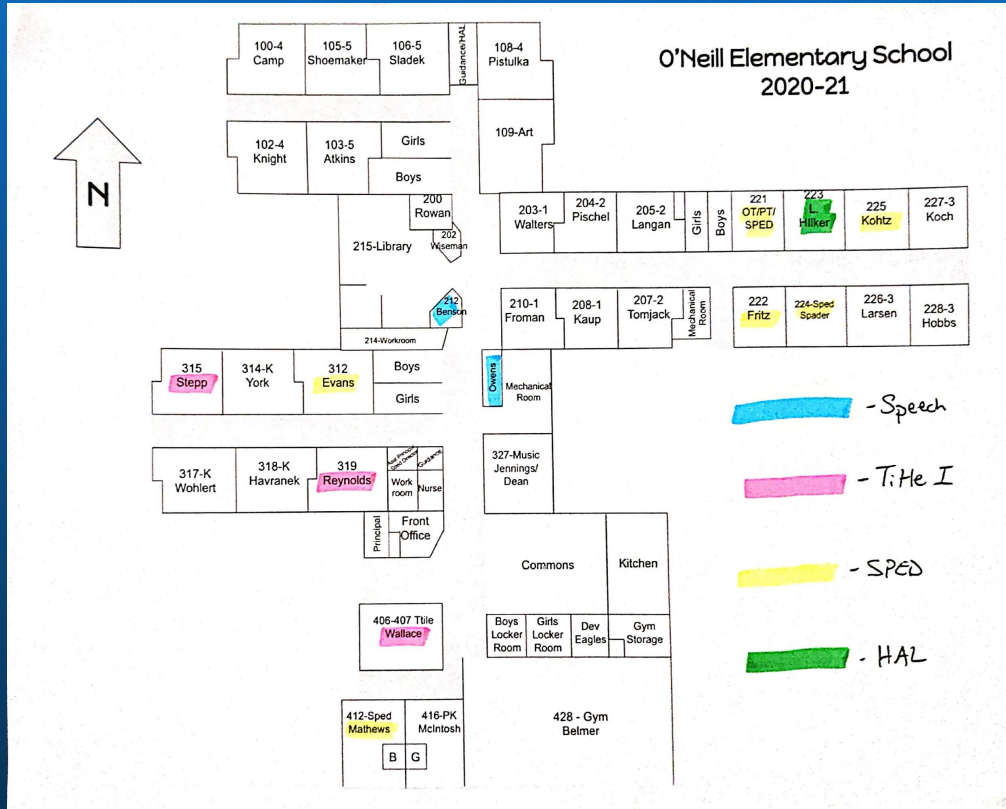 O'Neill Elementary School
2020-21
100-4
Camp
105-5
Shoemaker
106-5
Sladek
Guidance/HAL
108-4
Pistulka
109-Art
102-4
Knight
103-5
Atkins
Girls
Boys
N
200
Rowan
202
Wiseman
215-Library
212
Benson
214-Workroom
203-1
Walters
204-2
Pischel
205-2
Langan
Girls
Boys
221
OT/PT/
SPED
223
L.
Hilker
225
Kohtz
227-3
Koch
210-1
Froman
208-1
Kaup
207-2
Tomjack
Mechanical
Room
222
Fritz
224-Sped
Spader
226-3
Larsen
228-3
Hobbs
315
Stepp
314-K
York
312
Evans
Boys
Girls
Owens
Mechanical
Room
- Speech
317-K
Wohlert
318-K
Havranek
319
Reynolds
Asst Principal
Sped Director
Guidance
Work
room
Nurse
327-Music
Jennings/
Dean
- Title I
Principal
Front
Office
Commons
Kitchen
- SPED
406-407 Ttile
Wallace
Boys
Locker
Room
Girls
Locker
Room
Dev
Eagles
Gym
Storage
- HAL
412-Sped
Mathews
416-PK
McIntosh
B
G
428 - Gym
Belmer